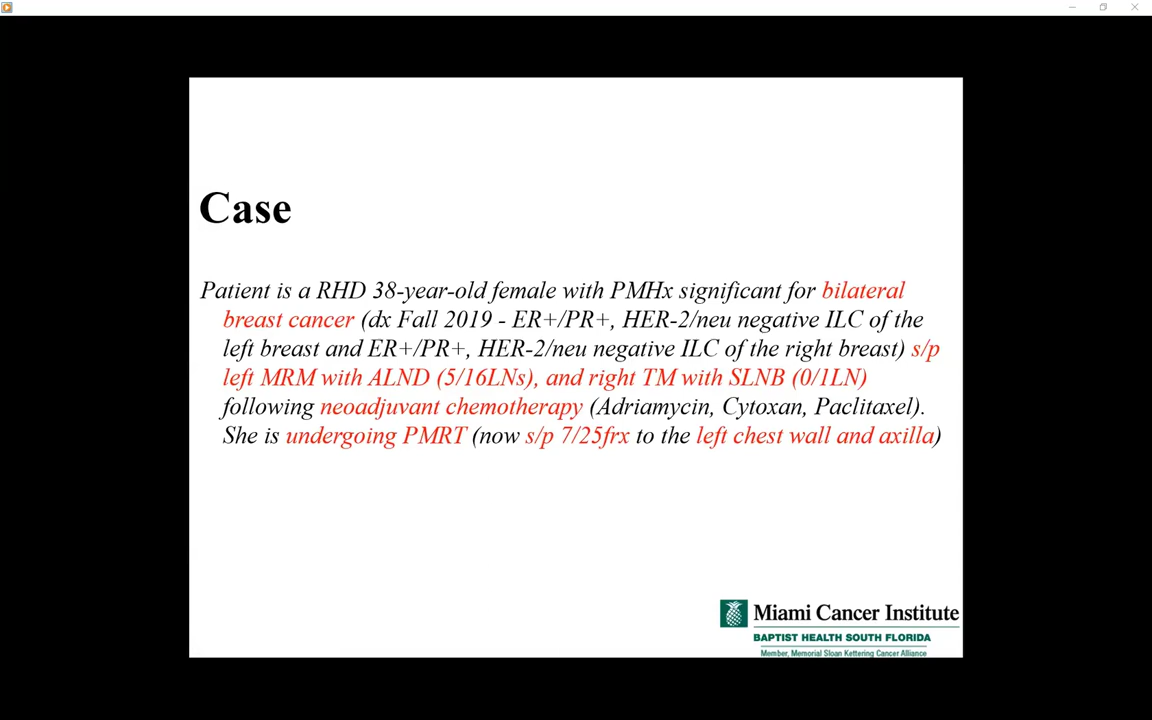 Case
Patient is a RHD 38-year-old female with PMHx significant for bilateral
breast cancer (dx Fall 2019 - ER+/PR+, HER-2/neu negative ILC of the
left breast and ER+/PR+, HER-2/neu negative ILC of the right breast) s/p
left MRM with ALND (5/16LNs), and right TM with SLNB (0/1LN)
following neoadjuvant chemotherapy (Adriamycin, Cytoxan, Paclitaxel).
She is undergoing PMRT (now s/p 7/25frx to the left chest wall and axilla)
Miami Cancer Institute
BAPTIST HEALTH SOUTH FLORIDA
Member, Memorial Sloan Kettering Cancer Alliance